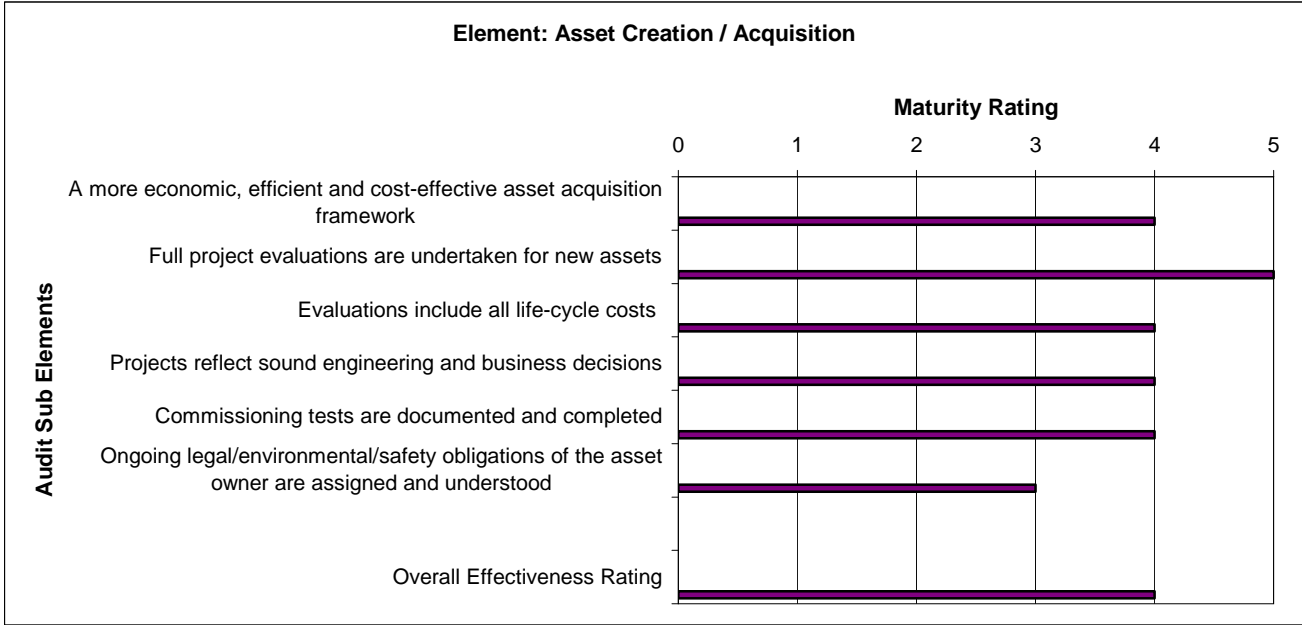 Element: Asset Creation / Acquisition
Maturity Rating
0 1 2 3 4 5
A more economic, efficient and cost-effective asset acquisition
framework
Full project evaluations are undertaken for new assets
Evaluations include all life-cycle costs
Projects reflect sound engineering and business decisions
Commissioning tests are documented and completed
Ongoing legal/environmental/safety obligations of the asset
owner are assigned and understood
Overall Effectiveness Rating
Audit Sub Elements